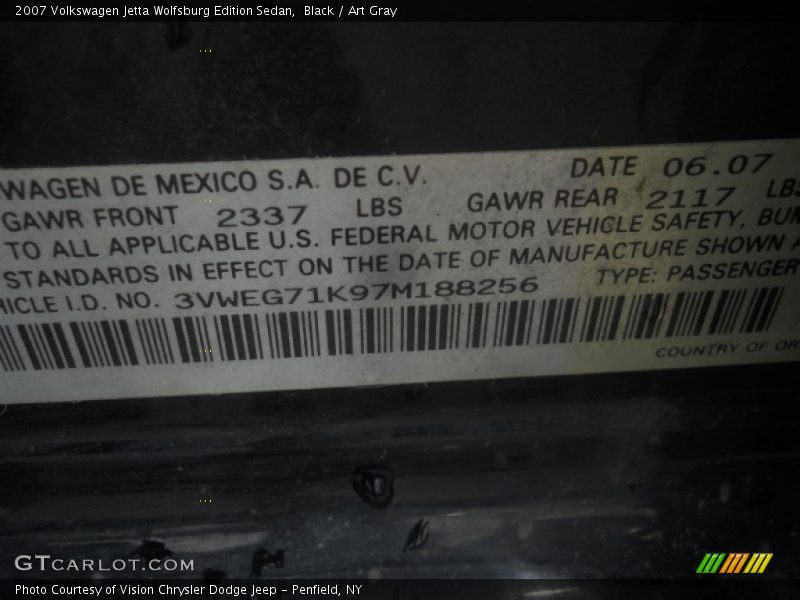 2007 Volkswagen Jetta Wolfsburg Edition Sedan, Black / Art Gray
WAGEN DE MEXICO S.A. DE C.V. DATE 06.07
GAWR FRONT 2337 LBS GAWR REAR 2117 LBS
TO ALL APPLICABLE U.S. FEDERAL MOTOR VEHICLE SAFETY, BUM
STANDARDS IN EFFECT ON THE DATE OF MANUFACTURE SHOWN A
HICLE I.D. NO. 3VWEG71K97M188256 TYPE: PASSENGER
COUNTRY OF OR
GTCARLOT.COM
Photo Courtesy of Vision Chrysler Dodge Jeep – Penfield, NY